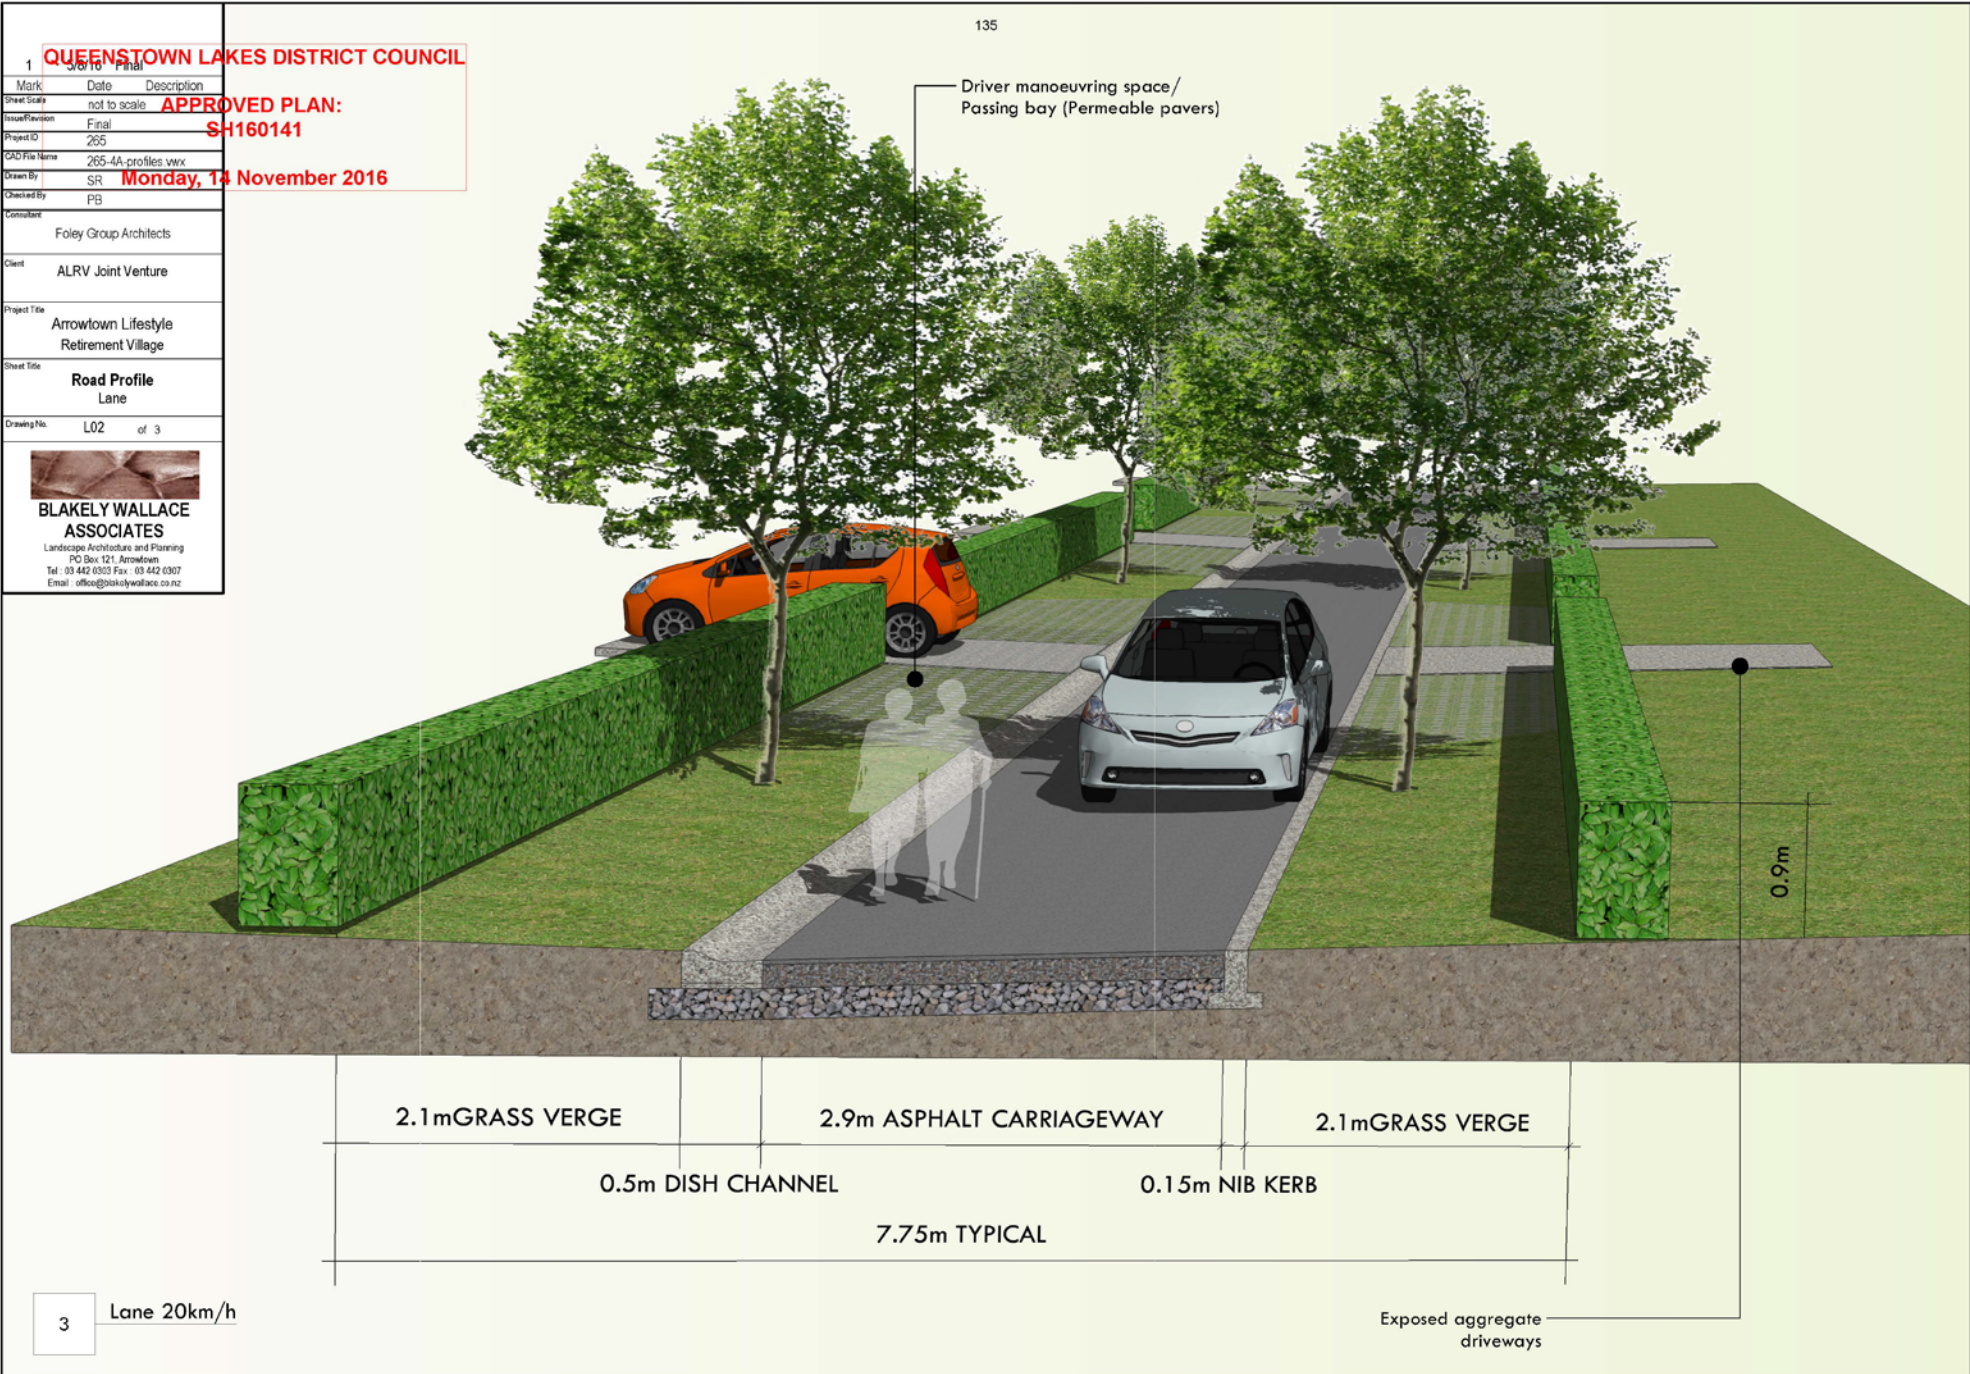 135
QUEENSTOWN LAKES DISTRICT COUNCIL
APPROVED PLAN:
SH160141
Monday, 14 November 2016
1 5/8/16 Final
Mark Date Description
Sheet Scale not to scale
Issue/Revision Final
Project ID 265
CAD File Name 265-4A-profiles.vwx
Drawn By SR
Checked By PB
Consultant
Foley Group Architects
Client
ALRV Joint Venture
Project Title
Arrowtown Lifestyle
Retirement Village
Sheet Title
Road Profile
Lane
Drawing No. L02 of 3
BLAKELY WALLACE
ASSOCIATES
Landscape Architecture and Planning
PO Box 121, Arrowtown
Tel : 03 442 0303 Fax : 03 442 0307
Email : office@blakelywallace.co.nz
Driver manoeuvring space/
Passing bay (Permeable pavers)
0.9m
2.1mGRASS VERGE
2.9m ASPHALT CARRIAGEWAY
2.1mGRASS VERGE
0.5m DISH CHANNEL
0.15m NIB KERB
7.75m TYPICAL
3 Lane 20km/h
Exposed aggregate
driveways